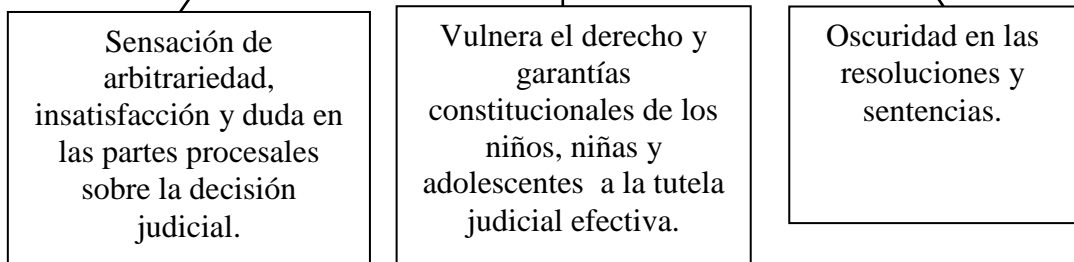 Sensación de
arbitrariedad,
insatisfacción y duda en
las partes procesales
sobre la decisión
judicial.
Vulnera el derecho y
garantías
constitucionales de los
niños, niñas y
adolescentes a la tutela
judicial efectiva.
Oscuridad en las
resoluciones y
sentencias.